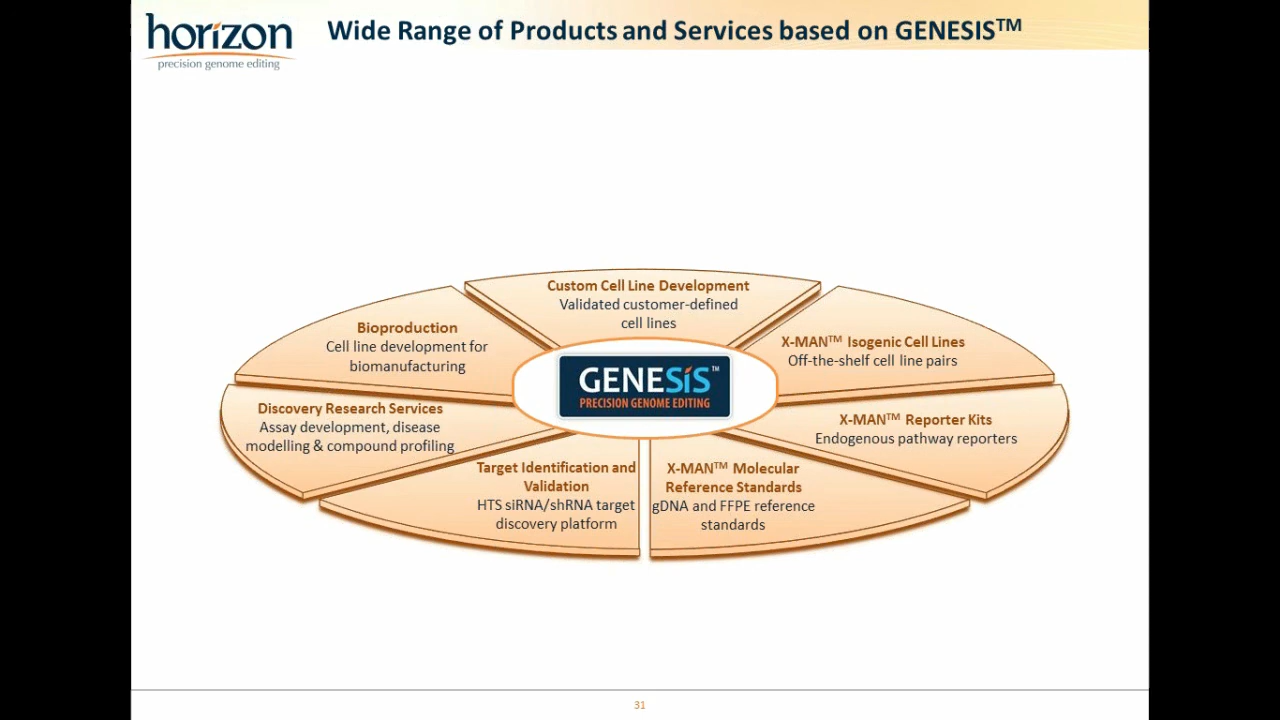 horizon
precision genome editing
Wide Range of Products and Services based on GENESIS™
Custom Cell Line Development
Validated customer-defined
cell lines
X-MAN™ Isogenic Cell Lines
Off-the-shelf cell line pairs
X-MAN™ Reporter Kits
Endogenous pathway reporters
X-MAN™ Molecular
Reference Standards
gDNA and FFPE reference
standards
Target Identification and
Validation
HTS siRNA/shRNA target
discovery platform
Discovery Research Services
Assay development, disease
modelling & compound profiling
Bioproduction
Cell line development for
biomanufacturing
GENESIS™
PRECISION GENOME EDITING
31